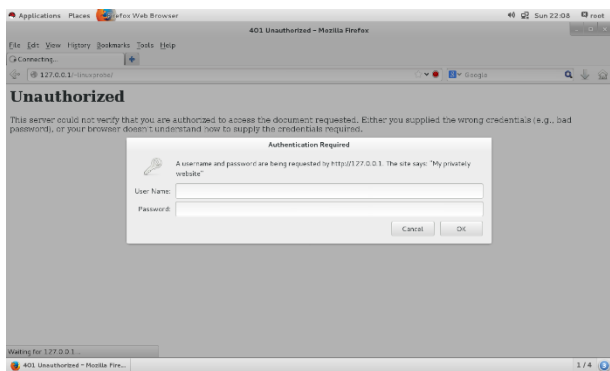 Applications Places Firefox Web Browser Sun 22:08 root
401 Unauthorized - Mozilla Firefox
File Edit View History Bookmarks Tools Help
Connecting...
127.0.0.1/~linuxprobe/ Google
Unauthorized
This server could not verify that you are authorized to access the document requested. Either you supplied the wrong credentials (e.g., bad
password), or your browser doesn't understand how to supply the credentials required.
Authentication Required
A username and password are being requested by http://127.0.0.1. The site says: "My privately
website"
User Name:
Password:
Cancel OK
Waiting for 127.0.0.1...
401 Unauthorized - Mozilla Fire... 1 / 4